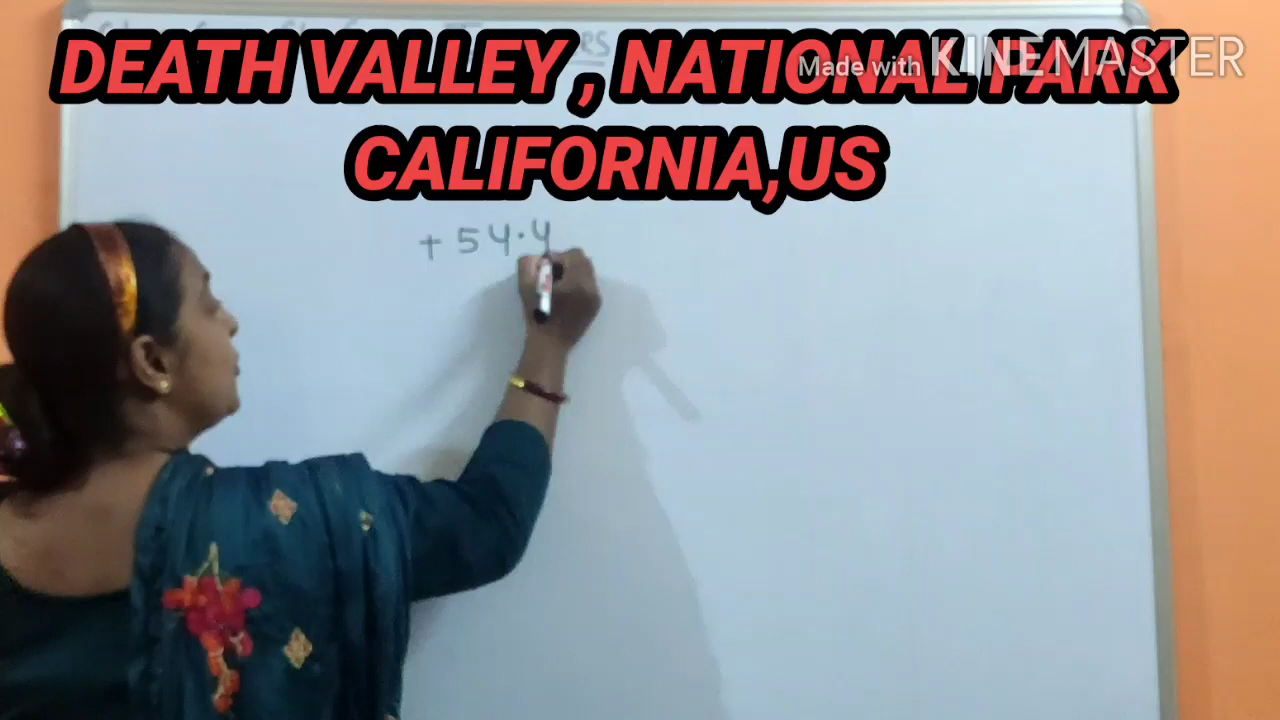 DEATH VALLEY , NATIONAL PARK
Made with KINEMASTER
CALIFORNIA,US
+ 54.4